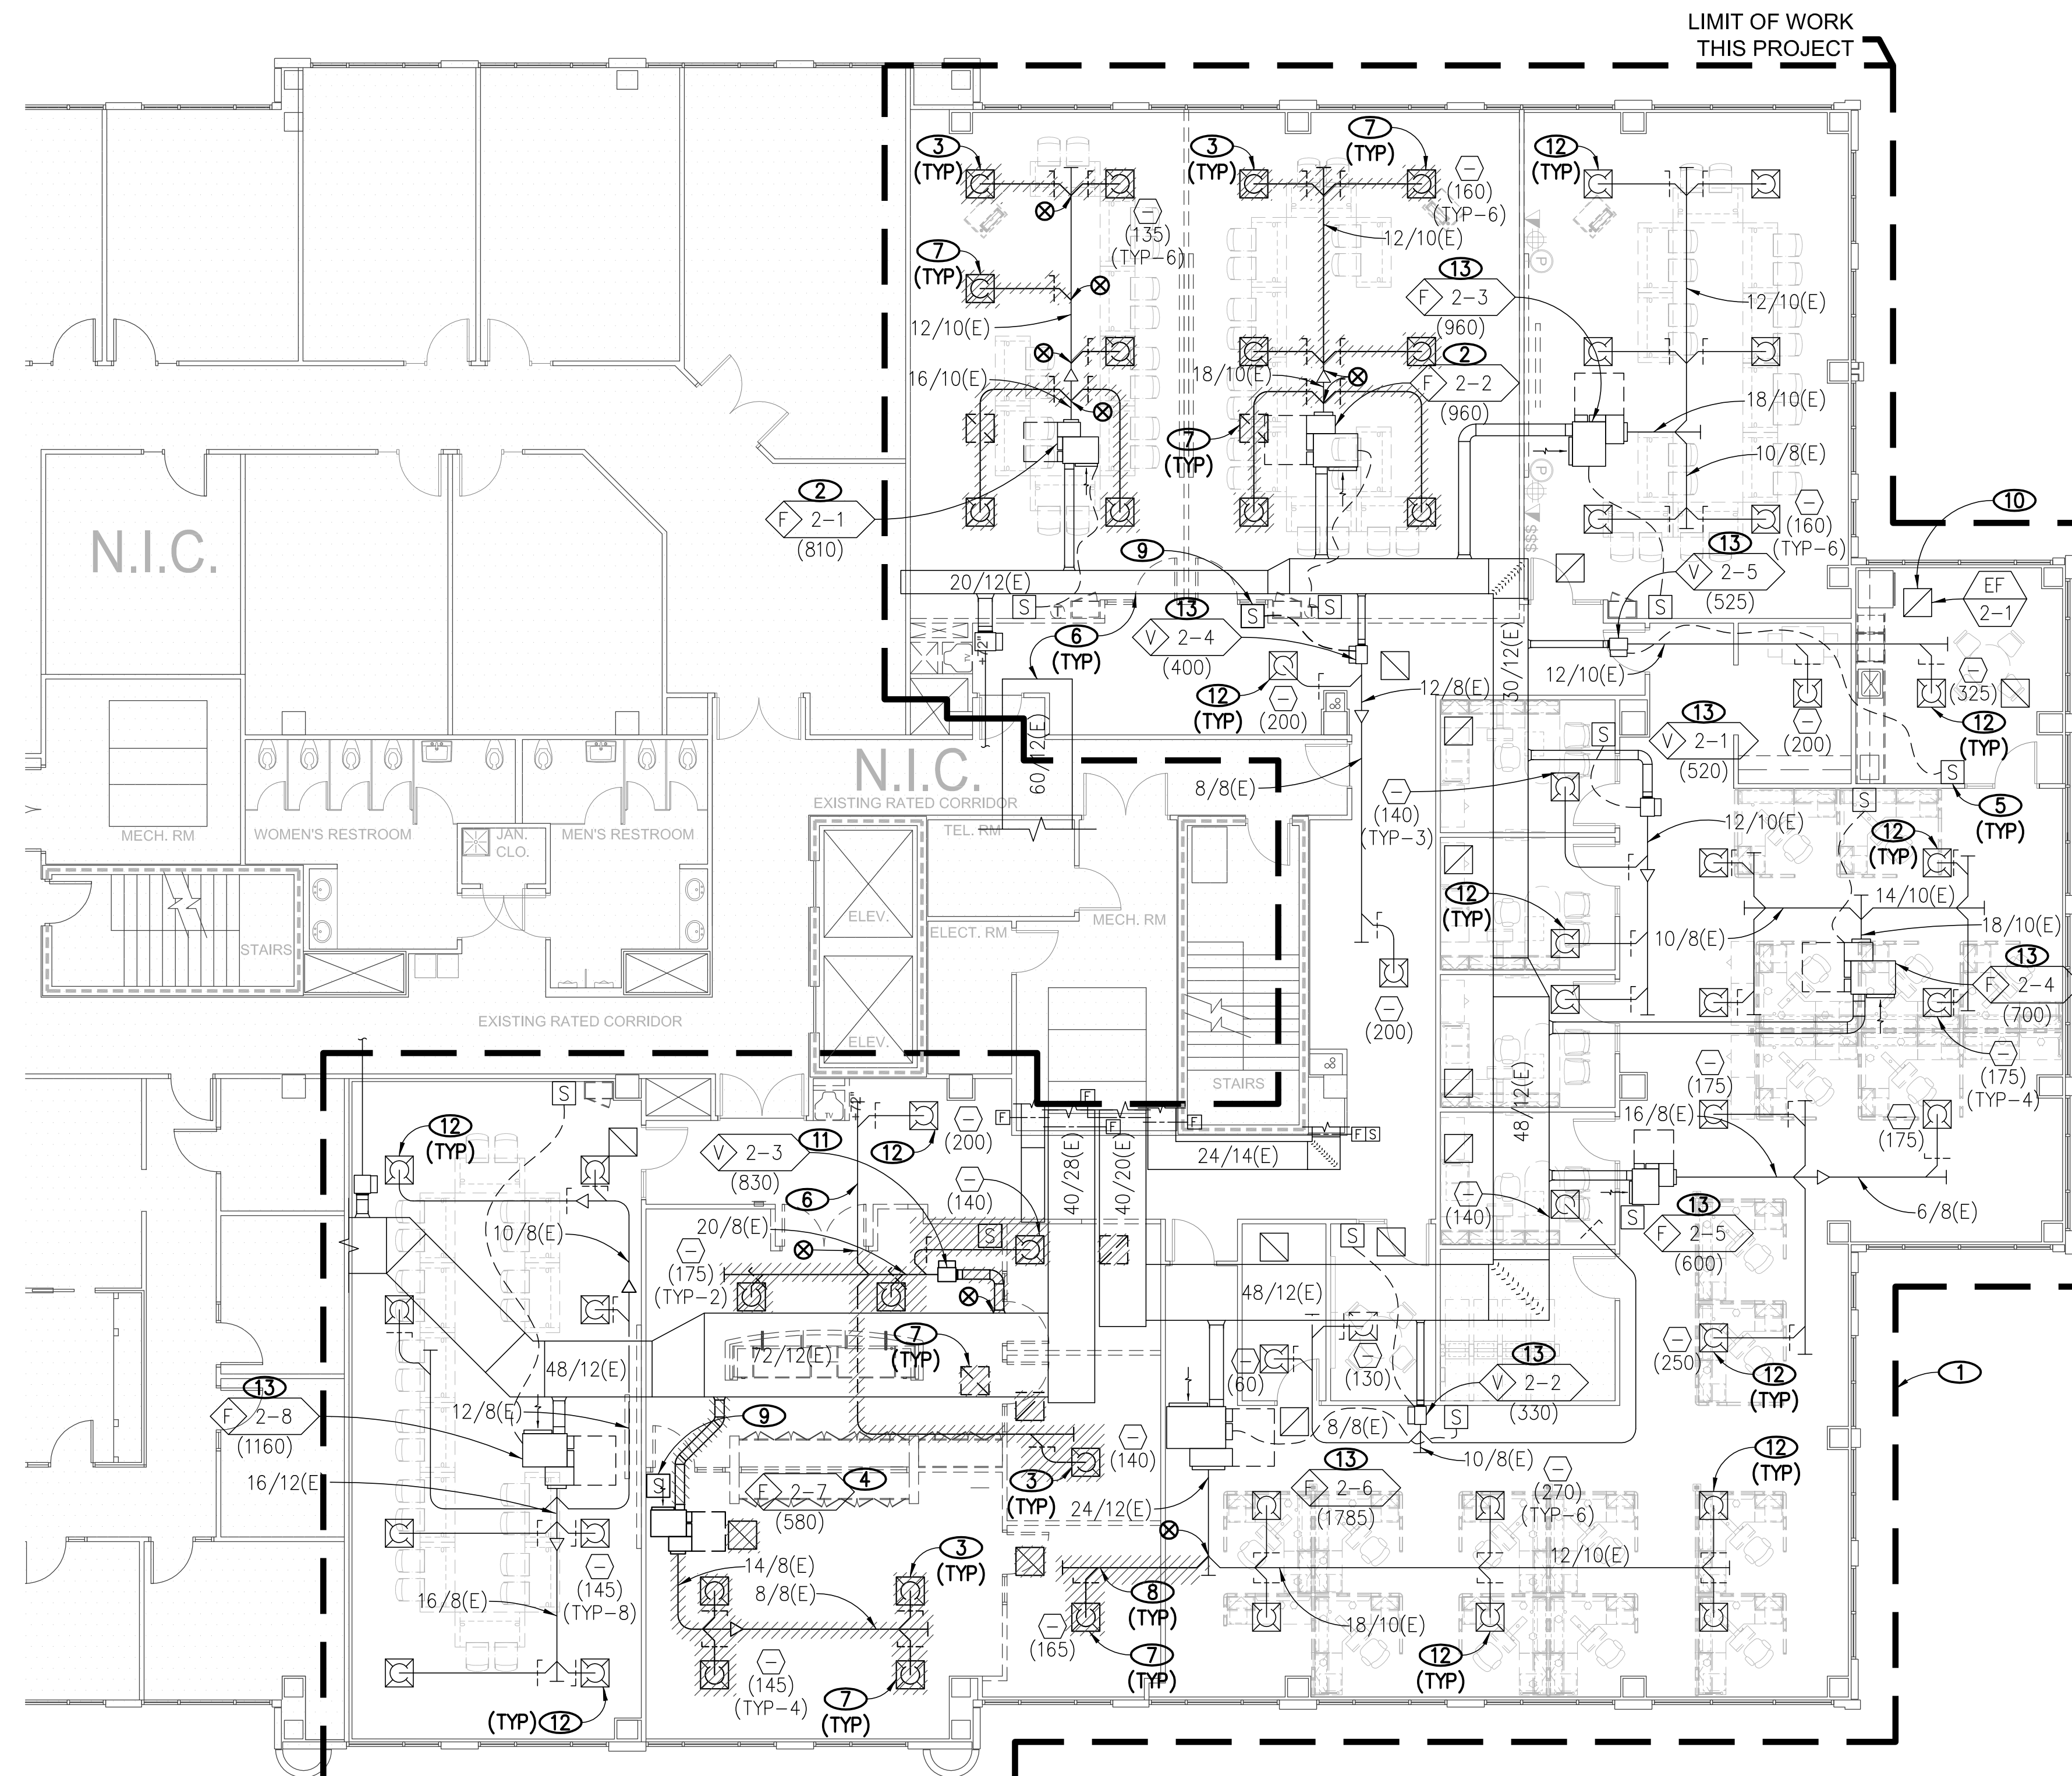 LIMIT OF WORK
THIS PROJECT
3
(TYP)
3
(TYP)
7
(TYP)
12
(TYP)
(160)
(TYP-6)
(135)
(TYP-6)
12/10(E)
7
(TYP)
13
F 2-3
(960)
12/10(E)
12/10(E)
16/10(E)
18/10(E)
2
F 2-2
(960)
18/10(E)
7
(TYP)
10/8(E)
2
F 2-1
(810)
P
P
$$$
(160)
(TYP-6)
10
N.I.C.
9
13
V 2-5
(525)
EF
2-1
20/12(E)
S
S
S
S
13
V 2-4
(400)
6
(TYP)
+72"
TV
30/12(E)
12/10(E)
12
(TYP)
(200)
12/8(E)
(325)
12
(TYP)
(200)
13
V 2-1
(520)
S
S
60/12(E)
N.I.C.
EXISTING RATED CORRIDOR
8/8(E)
(140)
(TYP-3)
5
(TYP)
S
12/10(E)
12
(TYP)
MECH. RM
WOMEN'S RESTROOM
JAN.
CLO.
MEN'S RESTROOM
TEL. RM
12
(TYP)
14/10(E)
ELEV.
MECH. RM
ELECT. RM
10/8(E)
18/10(E)
STAIRS
13
F 2-4
(700)
EXISTING RATED CORRIDOR
(200)
ELEV.
STAIRS
48/12(E)
(175)
(175)
(TYP-4)
S
12
(TYP)
TV
+72"
12
(200)
F
F
F
F S
16/8(E)
(175)
11
V 2-3
(830)
24/14(E)
40/28(E)
40/20(E)
(140)
(140)
6
6/8(E)
13
F 2-5
(600)
S
10/8(E)
20/8(E)
S
S
(175)
(TYP-2)
48/12(E)
7
(TYP)
72/12(E)
48/12(E)
(60)
(130)
13
V 2-2
(330)
(250)
12
(TYP)
1
13
F 2-8
(1160)
12/8(E)
9
8/8(E)
S
10/8(E)
(140)
3
(TYP)
12
(TYP)
16/12(E)
S
F 2-7
4
(580)
13
F 2-6
(1785)
(270)
(TYP-6)
24/12(E)
14/8(E)
8/8(E)
3
(TYP)
12/10(E)
(145)
(TYP-8)
16/8(E)
8
(TYP)
(165)
18/10(E)
7
(TYP)
12
(TYP)
(145)
(TYP-4)
7
(TYP)
(TYP) 12